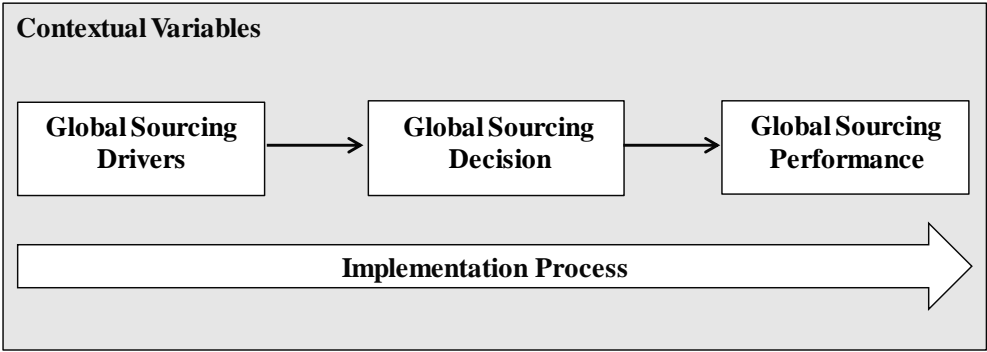 Contextual Variables
Global Sourcing
Drivers
Global Sourcing
Decision
Global Sourcing
Performance
Implementation Process